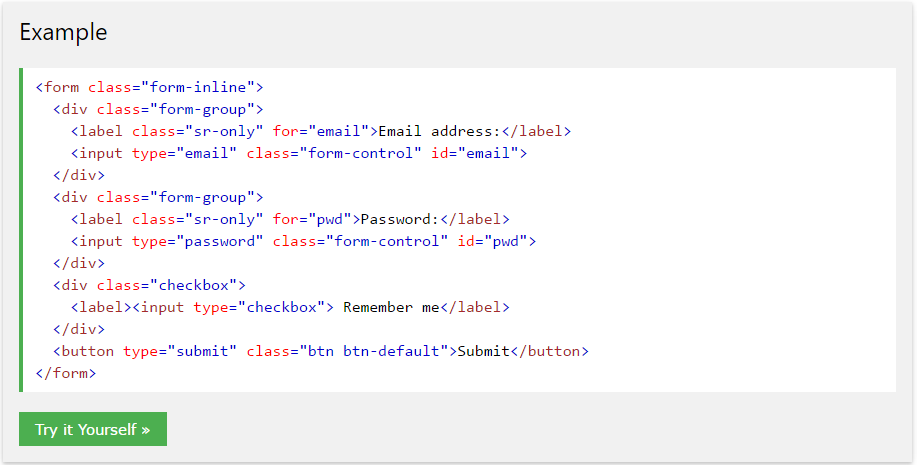 Example
<form class="form-inline">
  <div class="form-group">
    <label class="sr-only" for="email">Email address:</label>
    <input type="email" class="form-control" id="email">
  </div>
  <div class="form-group">
    <label class="sr-only" for="pwd">Password:</label>
    <input type="password" class="form-control" id="pwd">
  </div>
  <div class="checkbox">
    <label><input type="checkbox"> Remember me</label>
  </div>
  <button type="submit" class="btn btn-default">Submit</button>
</form>
Try it Yourself »